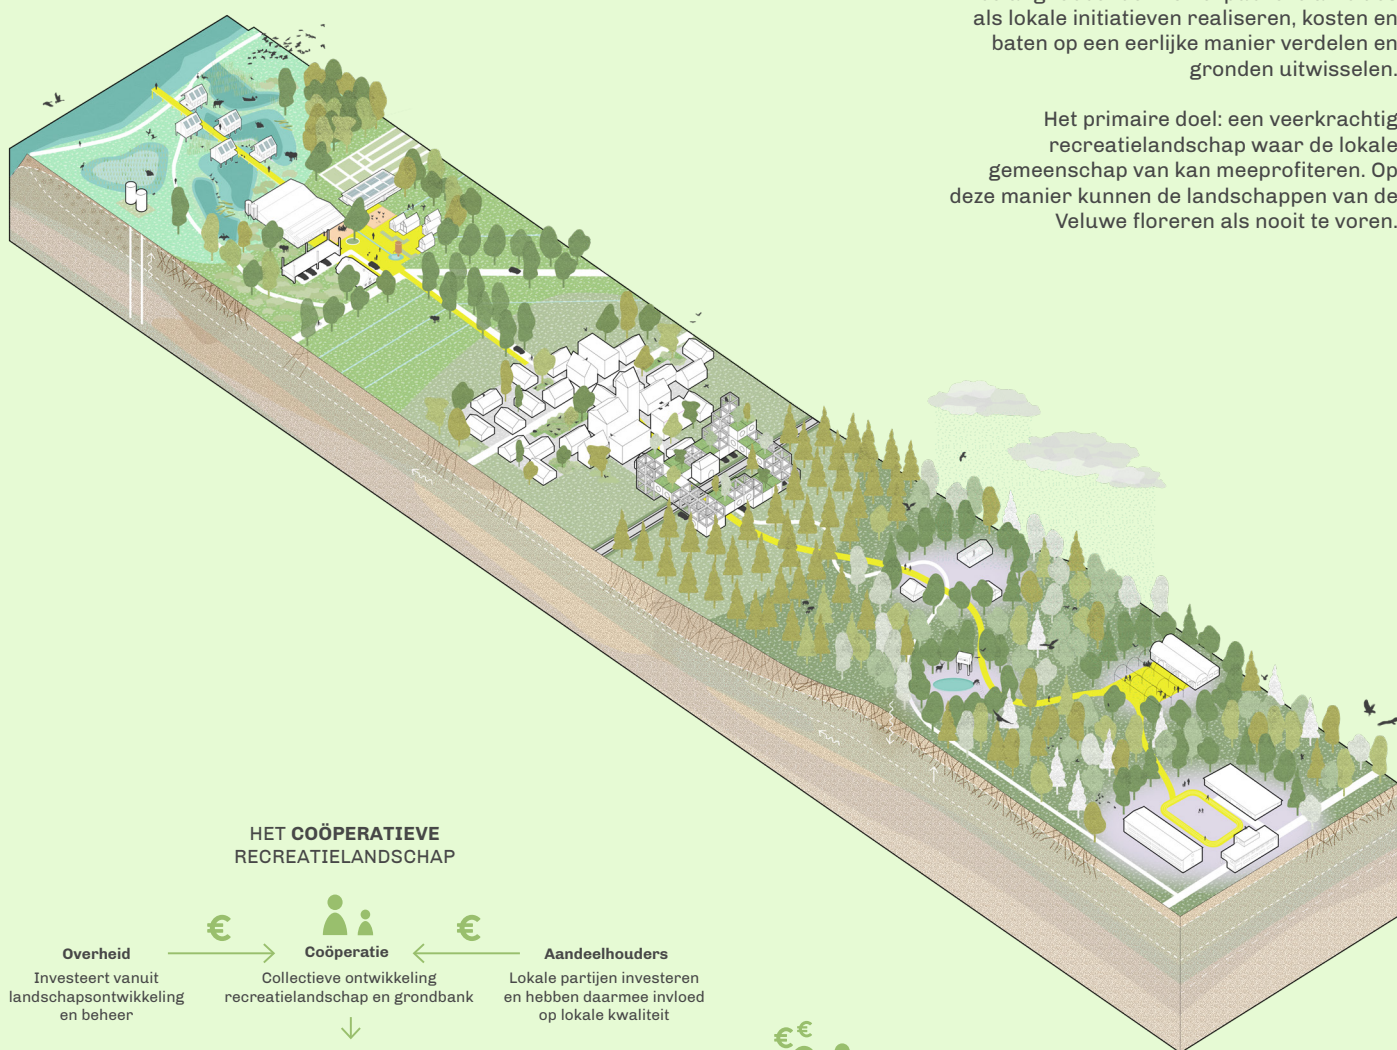 als lokale initiatieven realiseren, kosten en
baten op een eerlijke manier verdelen en
gronden uitwisselen.
Het primaire doel: een veerkrachtig
recreatielandschap waar de lokale
gemeenschap van kan meeprofiteren. Op
deze manier kunnen de landschappen van de
Veluwe floreren als nooit te voren.
HET COÖPERATIEVE
RECREATIELANDSCHAP
€
€
Overheid
Investeert vanuit
landschapsontwikkeling
en beheer
Coöperatie
Collectieve ontwikkeling
recreatielandschap en grondbank
Aandeelhouders
Lokale partijen investeren
en hebben daarmee invloed
op lokale kwaliteit
€€